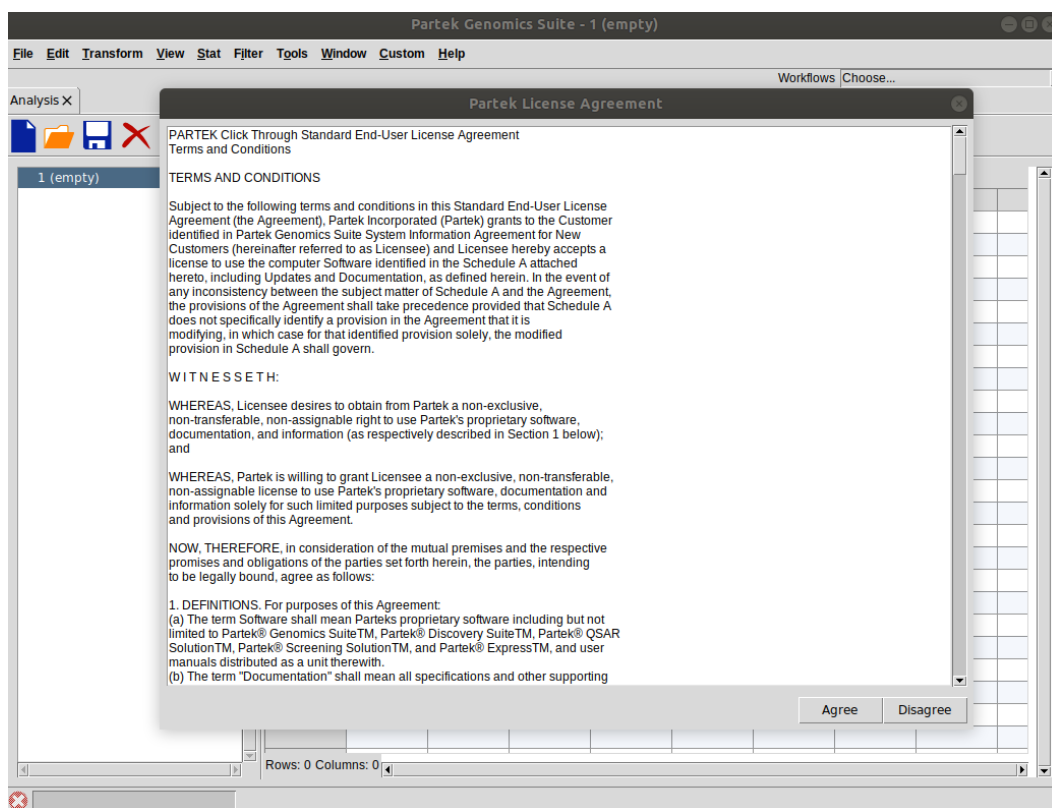 Partek Genomics Suite - 1 (empty)
File Edit Transform View Stat Filter Tools Window Custom Help
Workflows Choose...
Analysis X
Partek License Agreement
1 (empty)
PARTEK Click Through Standard End-User License Agreement
Terms and Conditions
TERMS AND CONDITIONS
Subject to the following terms and conditions in this Standard End-User License
Agreement (the Agreement), Partek Incorporated (Partek) grants to the Customer
identified in Partek Genomics Suite System Information Agreement for New
Customers (hereinafter referred to as Licensee) and Licensee hereby accepts a
license to use the computer Software identified in the Schedule A attached
hereto, including Updates and Documentation, as defined herein. In the event of
any inconsistency between the subject matter of Schedule A and the Agreement,
the provisions of the Agreement shall take precedence provided that Schedule A
does not specifically identify a provision in the Agreement that it is
modifying, in which case for that identified provision solely, the modified
provision in Schedule A shall govern.
W I T N E S S E T H:
WHEREAS, Licensee desires to obtain from Partek a non-exclusive,
non-transferable, non-assignable right to use Partek's proprietary software,
documentation, and information (as respectively described in Section 1 below);
and
WHEREAS, Partek is willing to grant Licensee a non-exclusive, non-transferable,
non-assignable license to use Partek's proprietary software, documentation and
information solely for such limited purposes subject to the terms, conditions
and provisions of this Agreement.
NOW, THEREFORE, in consideration of the mutual premises and the respective
promises and obligations of the parties set forth herein, the parties, intending
to be legally bound, agree as follows:
1. DEFINITIONS. For purposes of this Agreement:
(a) The term Software shall mean Parteks proprietary software including but not
limited to Partek® Genomics SuiteTM, Partek® Discovery SuiteTM, Partek® QSAR
SolutionTM, Partek® Screening SolutionTM, and Partek® ExpressTM, and user
manuals distributed as a unit therewith.
(b) The term "Documentation" shall mean all specifications and other supporting
Agree Disagree
Rows: 0 Columns: 0